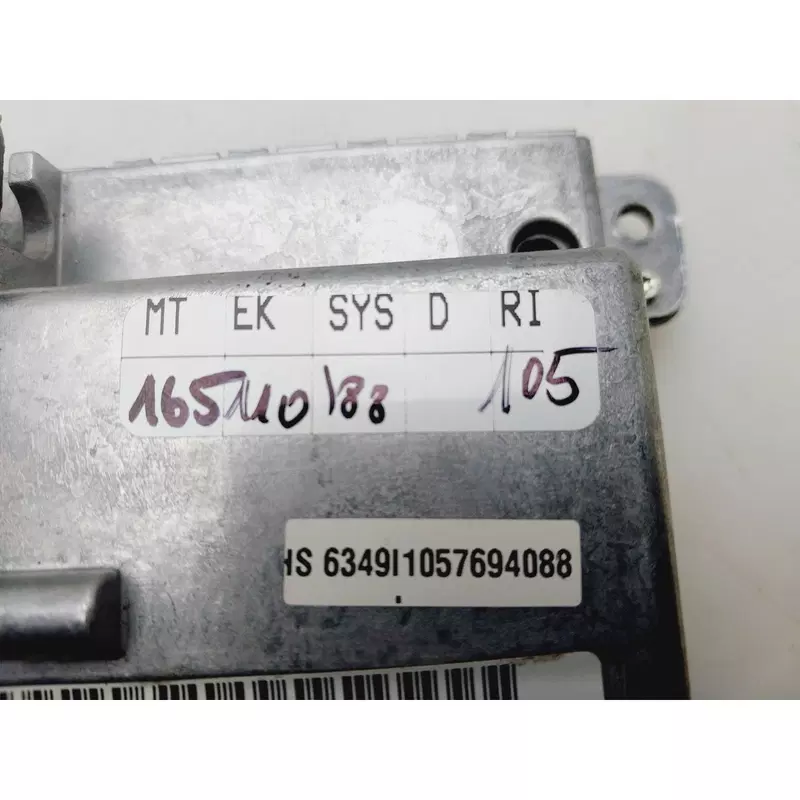 MT EK SYS D RI
165 110 188 105
HS 6349I1057694088